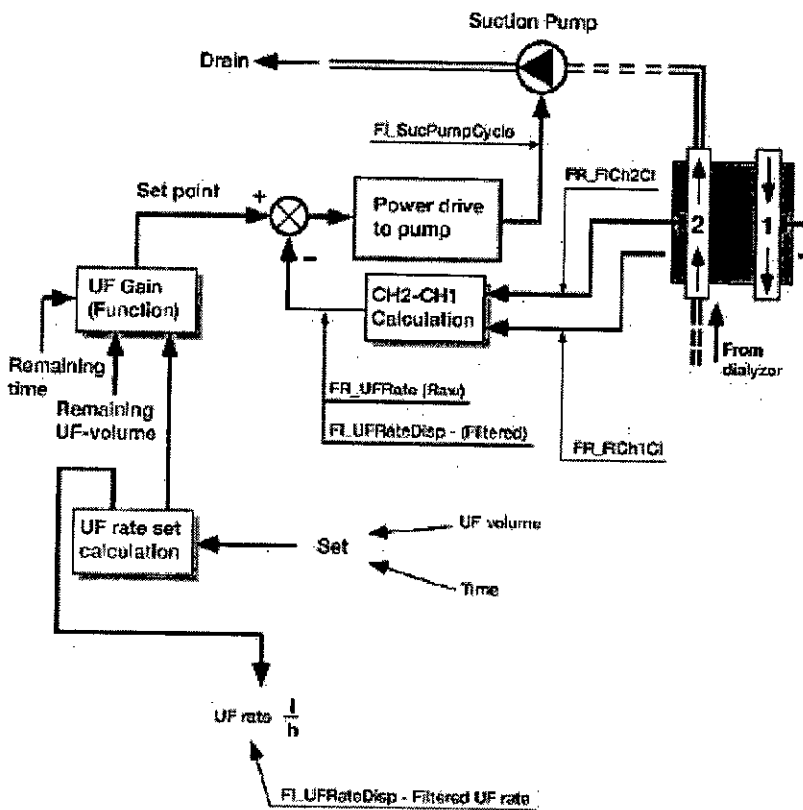 Suction Pump
Drain
FI_SucPumpCyclo
FR_FlCh2Cl
Set point
+
Power drive
to pump
2
1
−
UF Gain
(Function)
CH2-CH1
Calculation
From
dialyzor
Remaining
time
FR_UFRate (Raw)
Remaining
UF-volume
FI_UFRateDisp - (Filtered)
FR_FlCh1Cl
UF rate set
calculation
Set
UF volume
Time
UF rate l/h
FI_UFRateDisp - Filtered UF rate